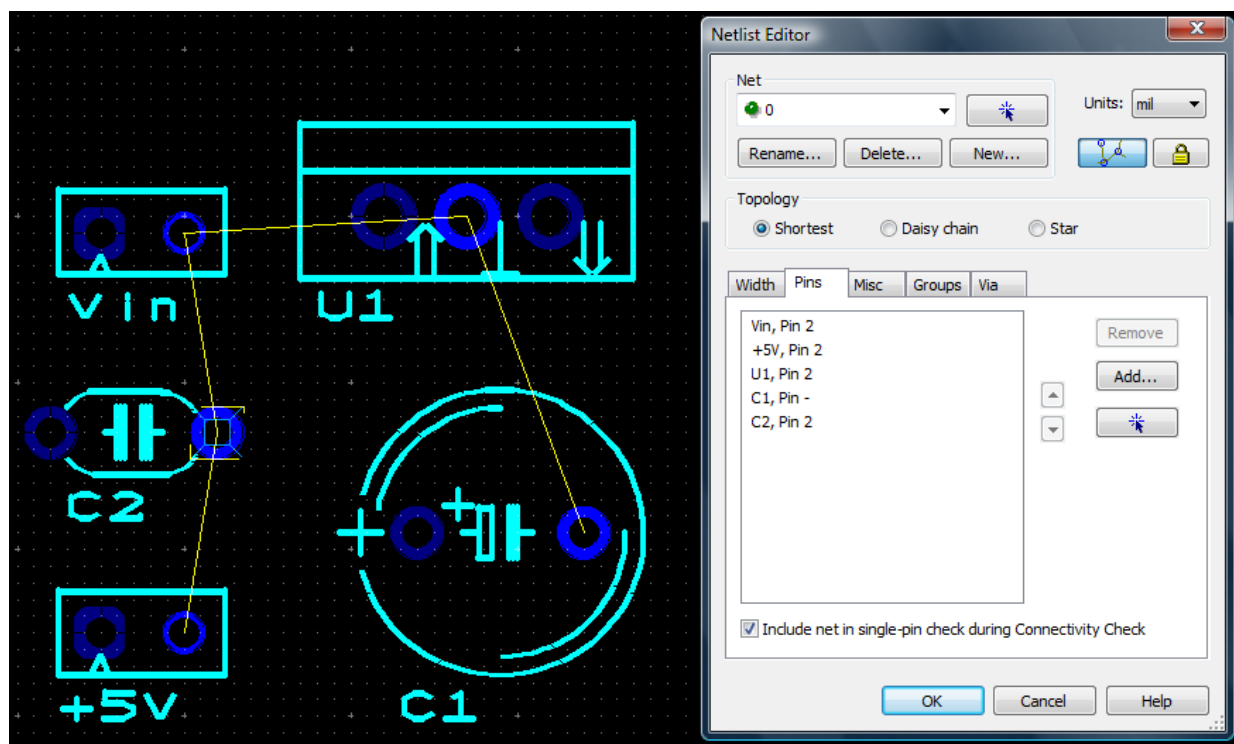 Vin
U1
C2
+
+
+5V
C1
Netlist Editor
Net
0
Units: mil
Rename... Delete... New...
Topology
Shortest Daisy chain Star
Width Pins Misc Groups Via
Vin, Pin 2
+5V, Pin 2
U1, Pin 2
C1, Pin -
C2, Pin 2
Remove
Add...
Include net in single-pin check during Connectivity Check
OK Cancel Help